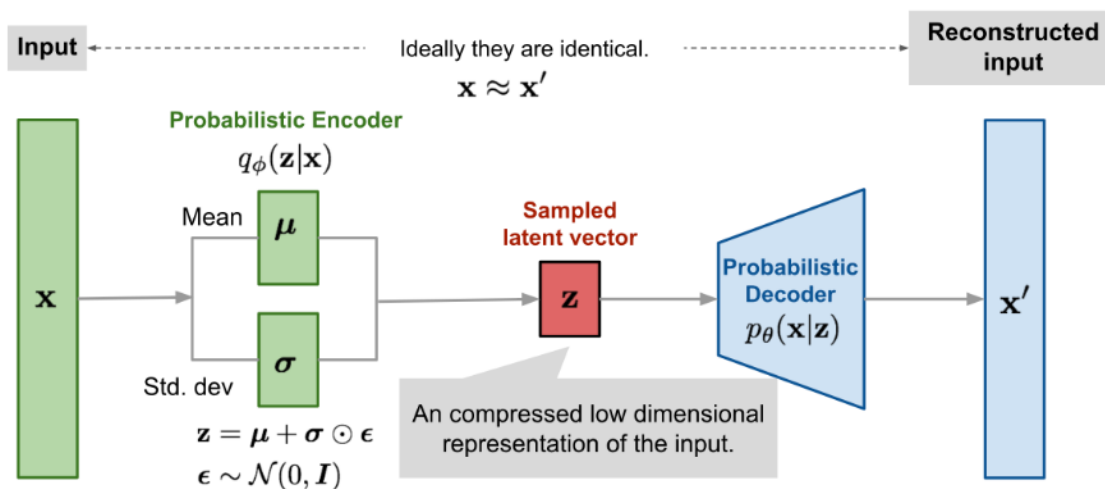 Input
Ideally they are identical.
x ≈ x′
Reconstructed
input
Probabilistic Encoder
qϕ(z|x)
Mean
μ
x
Std. dev
σ
z = μ + σ ⊙ ϵ
ϵ ∼ 𝒩(0, I)
Sampled
latent vector
z
An compressed low dimensional
representation of the input.
Probabilistic
Decoder
pθ(x|z)
x′